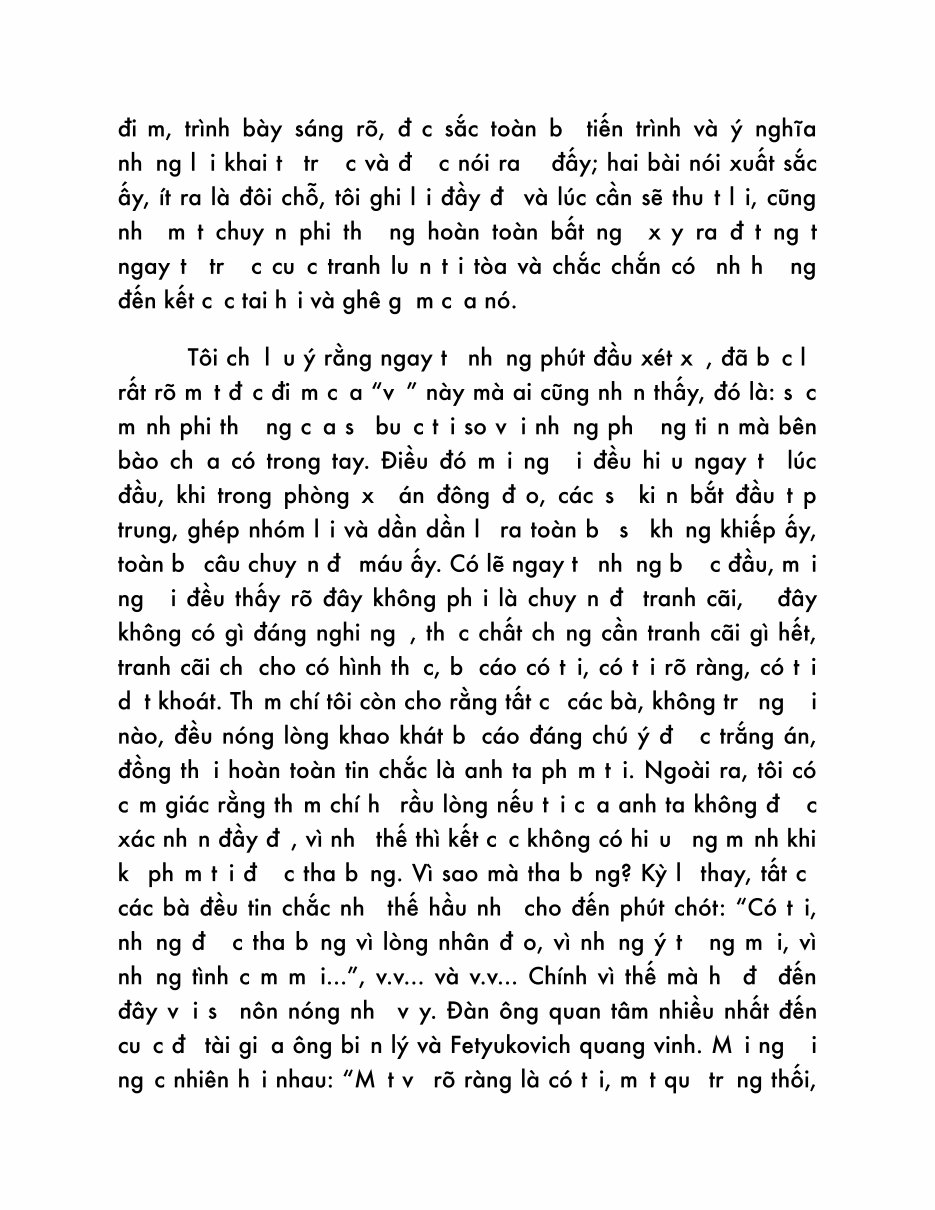 đi m, trình bày sáng rõ, đ c sắc toàn b tiến trình và ý nghĩa
nh ng l i khai t tr c và đ c nói ra đấy; hai bài nói xuất sắc
ấy, ít ra là đôi chỗ, tôi ghi l i đầy đ và lúc cần sẽ thu t l i, cũng
nh m t chuy n phi th ng hoàn toàn bất ng x y ra đ t ng t
ngay t tr c cu c tranh lu n t i tòa và chắc chắn có nh h ng
đến kết c c tai h i và ghê g m c a nó.
Tôi ch l u ý rằng ngay t nh ng phút đầu xét x , đã b c l
rất rõ m t đ c đi m c a “v ” này mà ai cũng nh n thấy, đó là: s c
m nh phi th ng c a s bu c t i so v i nh ng ph ng ti n mà bên
bào ch a có trong tay. Điều đó m i ng i đều hi u ngay t lúc
đầu, khi trong phòng x án đông đ o, các s ki n bắt đầu t p
trung, ghép nhóm l i và dần dần l ra toàn b s kh ng khiếp ấy,
toàn b câu chuy n đ máu ấy. Có lẽ ngay t nh ng b c đầu, m i
ng i đều thấy rõ đây không ph i là chuy n đ tranh cãi, đây
không có gì đáng nghi ng , th c chất ch ng cần tranh cãi gì hết,
tranh cãi ch cho có hình th c, b cáo có t i, có t i rõ ràng, có t i
d t khoát. Th m chí tôi còn cho rằng tất c các bà, không tr ng i
nào, đều nóng lòng khao khát b cáo đáng chú ý đ c trắng án,
đồng th i hoàn toàn tin chắc là anh ta ph m t i. Ngoài ra, tôi có
c m giác rằng th m chí h rầu lòng nếu t i c a anh ta không đ c
xác nh n đầy đ , vì nh thế thì kết c c không có hi u ng m nh khi
k ph m t i đ c tha b ng. Vì sao mà tha b ng? Kỳ l thay, tất c
các bà đều tin chắc nh thế hầu nh cho đến phút chót: “Có t i,
nh ng đ c tha b ng vì lòng nhân đ o, vì nh ng ý t ng m i, vì
nh ng tình c m m i...”, v.v... và v.v... Chính vì thế mà h đ đến
đây v i s nôn nóng nh v y. Đàn ông quan tâm nhiều nhất đến
cu c đ tài gi a ông bi n lý và Fetyukovich quang vinh. M i ng i
ng c nhiên h i nhau: “M t v rõ ràng là có t i, m t qu tr ng thối,